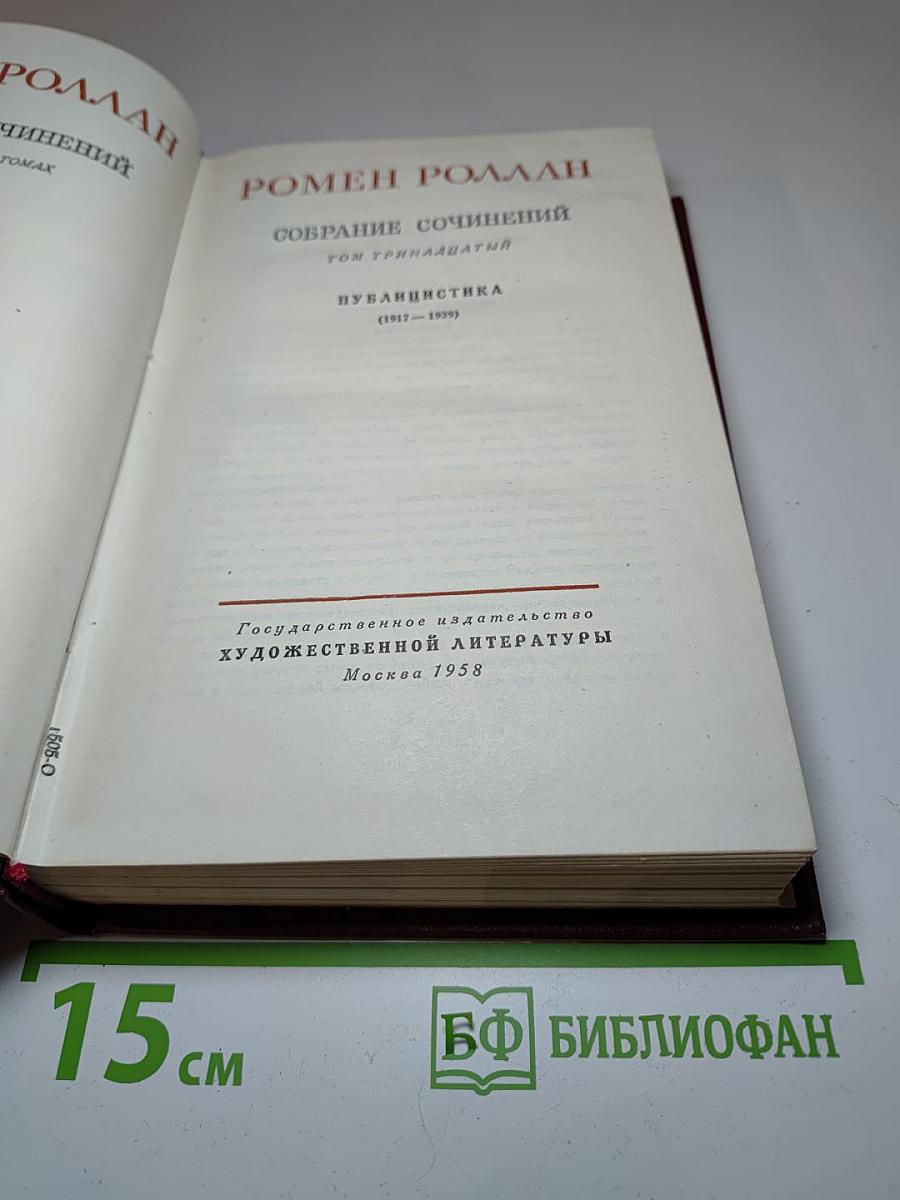 РОЛЛАН
ЧИНЕНИЙ
ТОМАХ
РОМЕН РОЛЛАН
СОБРАНИЕ СОЧИНЕНИЙ
ТОМ ТРИНАДЦАТЫЙ
ПУБЛИЦИСТИКА
(1917 — 1939)
Государственное издательство
ХУДОЖЕСТВЕННОЙ ЛИТЕРАТУРЫ
Москва 1958
1505-О
15 см
БФ БИБЛИОФАН